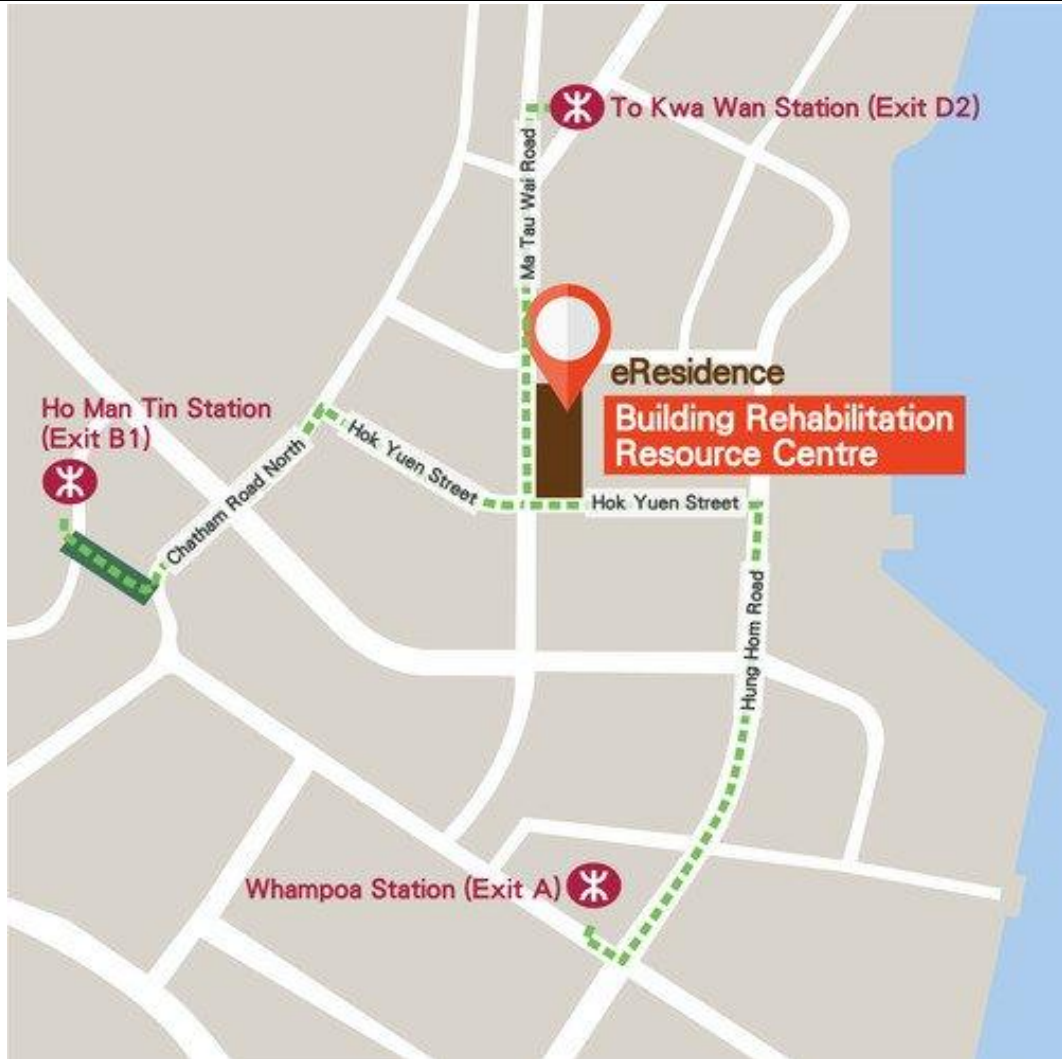 To Kwa Wan Station (Exit D2)
Ma Tau Wai Road
eResidence
Building Rehabilitation
Resource Centre
Ho Man Tin Station
(Exit B1)
Hok Yuen Street
Chatham Road North
Hok Yuen Street
Hung Hom Road
Whampoa Station (Exit A)